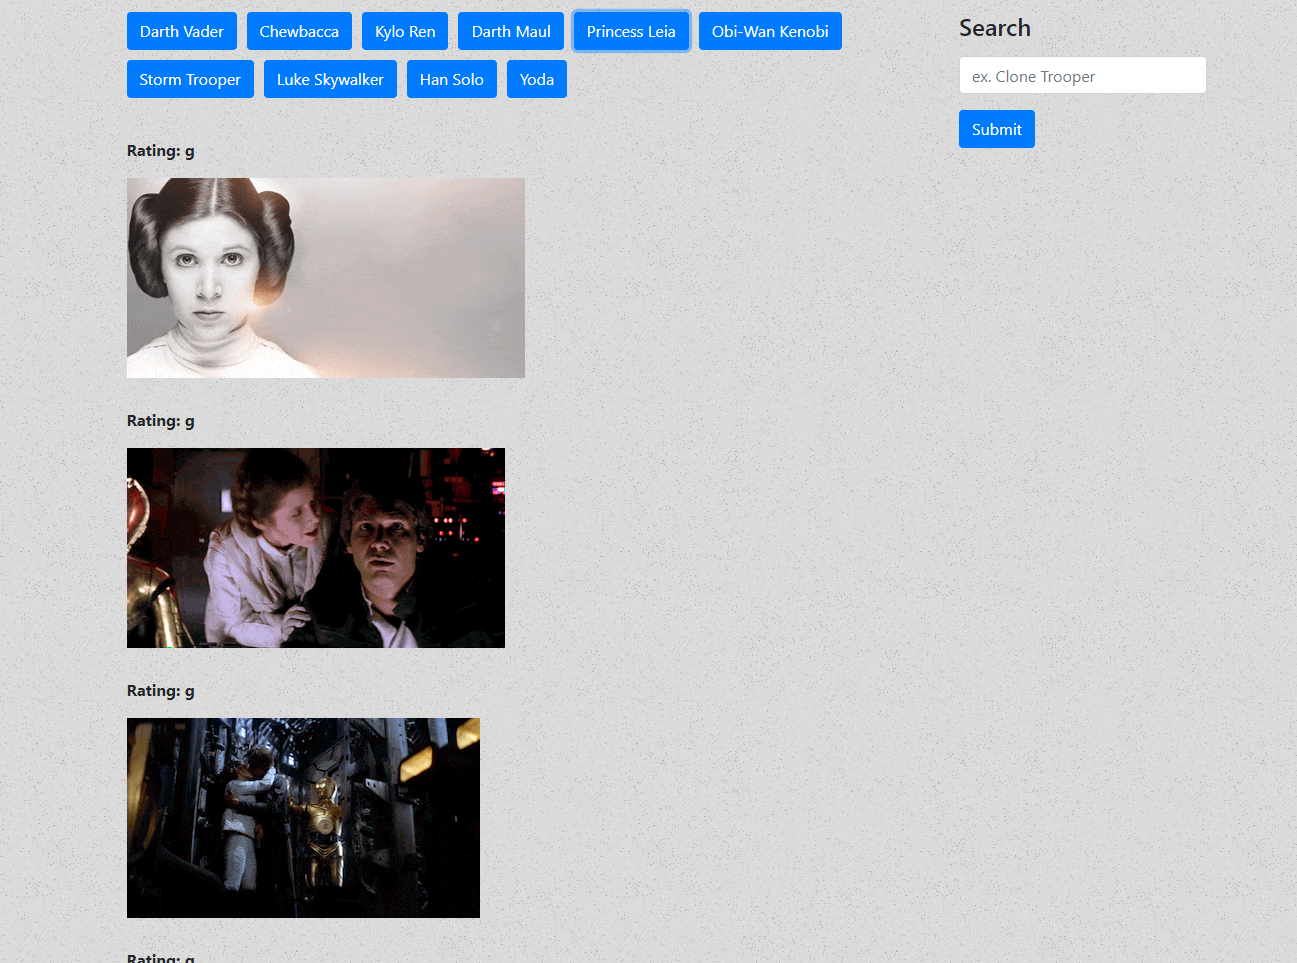 Darth Vader Chewbacca Kylo Ren Darth Maul Princess Leia Obi-Wan Kenobi
Storm Trooper Luke Skywalker Han Solo Yoda
Search
ex. Clone Trooper
Submit
Rating: g
Rating: g
Rating: g
Rating: g